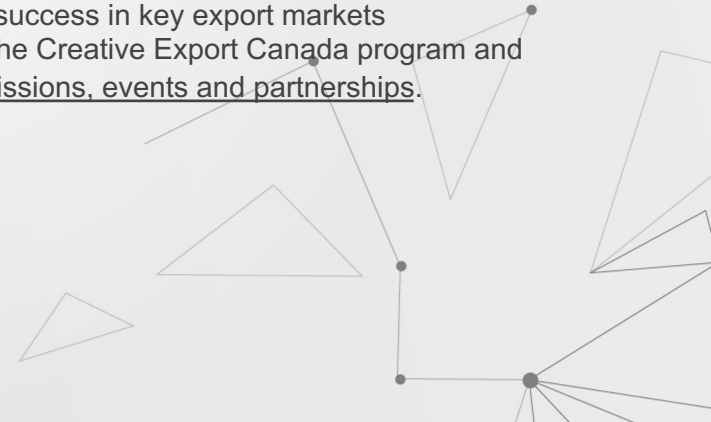 success in key export markets
he Creative Export Canada program and
issions, events and partnerships.